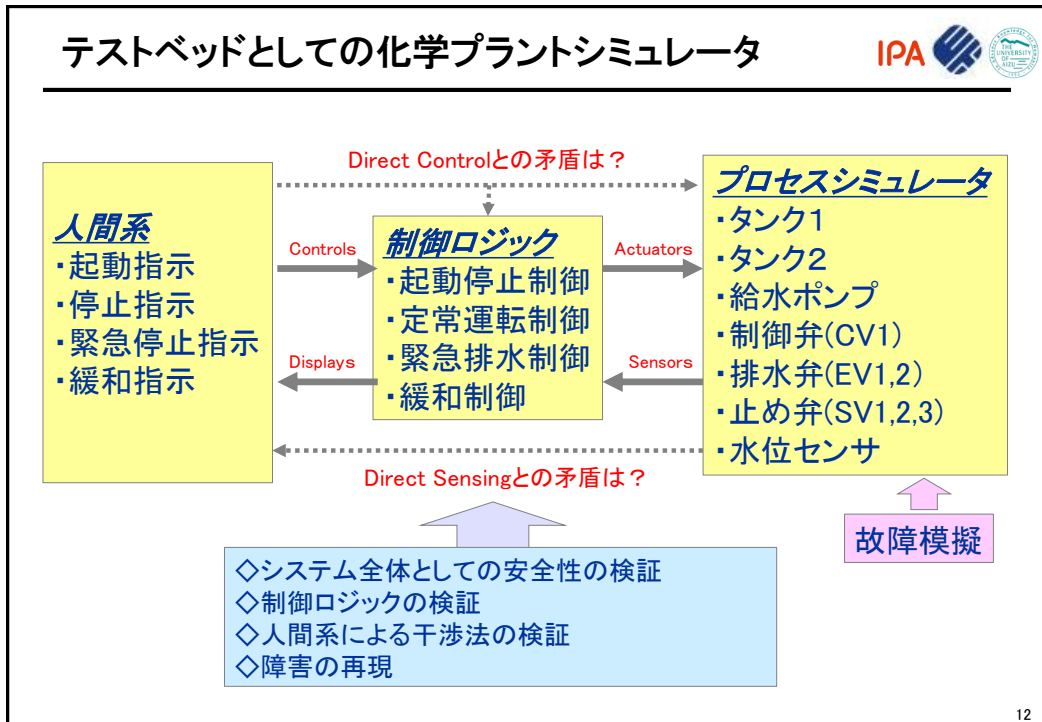 テストベッドとしての化学プラントシミュレータ
IPA
THE
UNIVERSITY
OF
AIZU
Direct Controlとの矛盾は？
人間系
・起動指示
・停止指示
・緊急停止指示
・緩和指示
Controls
Displays
制御ロジック
・起動停止制御
・定常運転制御
・緊急排水制御
・緩和制御
Actuators
Sensors
プロセスシミュレータ
・タンク１
・タンク２
・給水ポンプ
・制御弁(CV1)
・排水弁(EV1,2)
・止め弁(SV1,2,3)
・水位センサ
Direct Sensingとの矛盾は？
故障模擬
◇システム全体としての安全性の検証
◇制御ロジックの検証
◇人間系による干渉法の検証
◇障害の再現
12